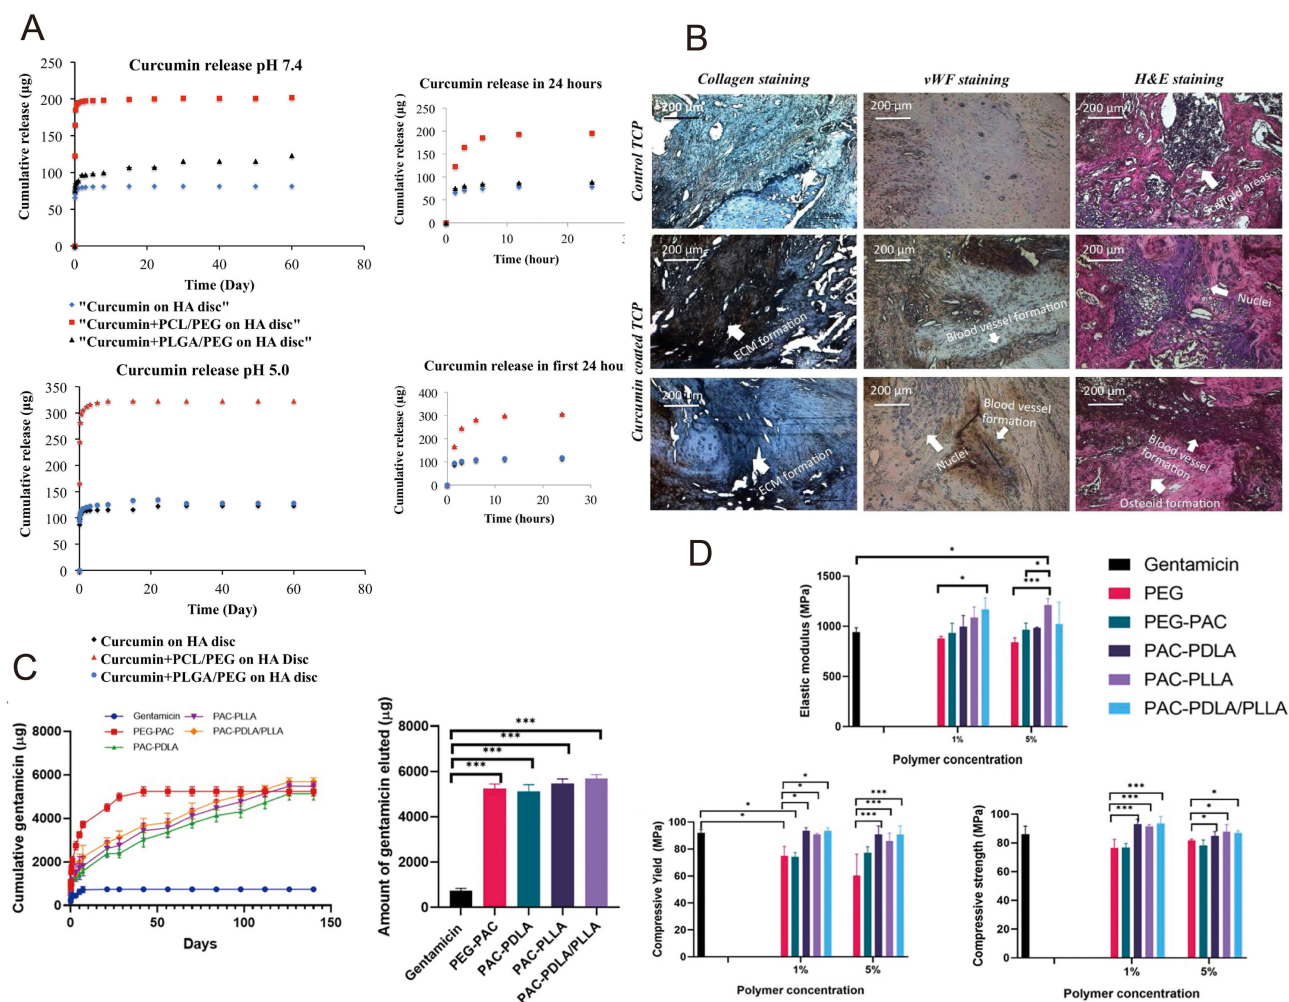 A
Curcumin release pH 7.4
Cumulative release (µg)
250
200
150
100
50
0
0
20
40
60
80
Time (Day)
Curcumin release in 24 hours
Cumulative release (µg )
250
200
150
100
50
0
0
12
24
Time (hour)
"Curcumin on HA disc"
"Curcumin+PCL/PEG on HA disc"
"Curcumin+PLGA/PEG on HA disc"
Curcumin release pH 5.0
Cumulative release (µg)
350
300
250
200
150
100
50
0
0
20
40
60
80
Time (Day)
Curcumin release in first 24 hou
Cumulative release (µg)
400
300
200
100
0
0
10
20
30
Time (hours)
Curcumin on HA disc
Curcumin+PCL/PEG on HA Disc
Curcumin+PLGA/PEG on HA disc
B
Collagen staining
vWF staining
H&E staining
Control TCP
Curcumin coated TCP
200 µm
200 µm
200 µm
Scaffold areas
200 µm
200 µm
200 µm
ECM formation
Blood vessel formation
Nuclei
200 µm
200 µm
200 µm
ECM formation
Blood vessel
formation
Nuclei
Blood vessel
formation
Osteoid formation
C
Gentamicin
PEG-PAC
PAC-PDLA
PAC-PLLA
PAC-PDLA/PLLA
Cumulative gentamicin (µg)
8000
6000
4000
2000
0
0
50
100
150
Days
Amount of gentamicin eluted (µg)
8000
6000
4000
2000
0
***
***
***
***
Gentamicin
PEG-PAC
PAC-PDLA
PAC-PLLA
PAC-PDLA/PLLA
D
Elastic modulus (MPa)
1500
1000
500
0
*
*
*
***
1%
5%
Polymer concentration
Gentamicin
PEG
PEG-PAC
PAC-PDLA
PAC-PLLA
PAC-PDLA/PLLA
Compressive Yield (MPa)
100
80
60
40
20
0
*
*
*
*
*
***
***
***
1%
5%
Polymer concentration
Compressive strength (MPa)
100
80
60
40
20
0
***
***
***
*
*
*
1%
5%
Polymer concentration